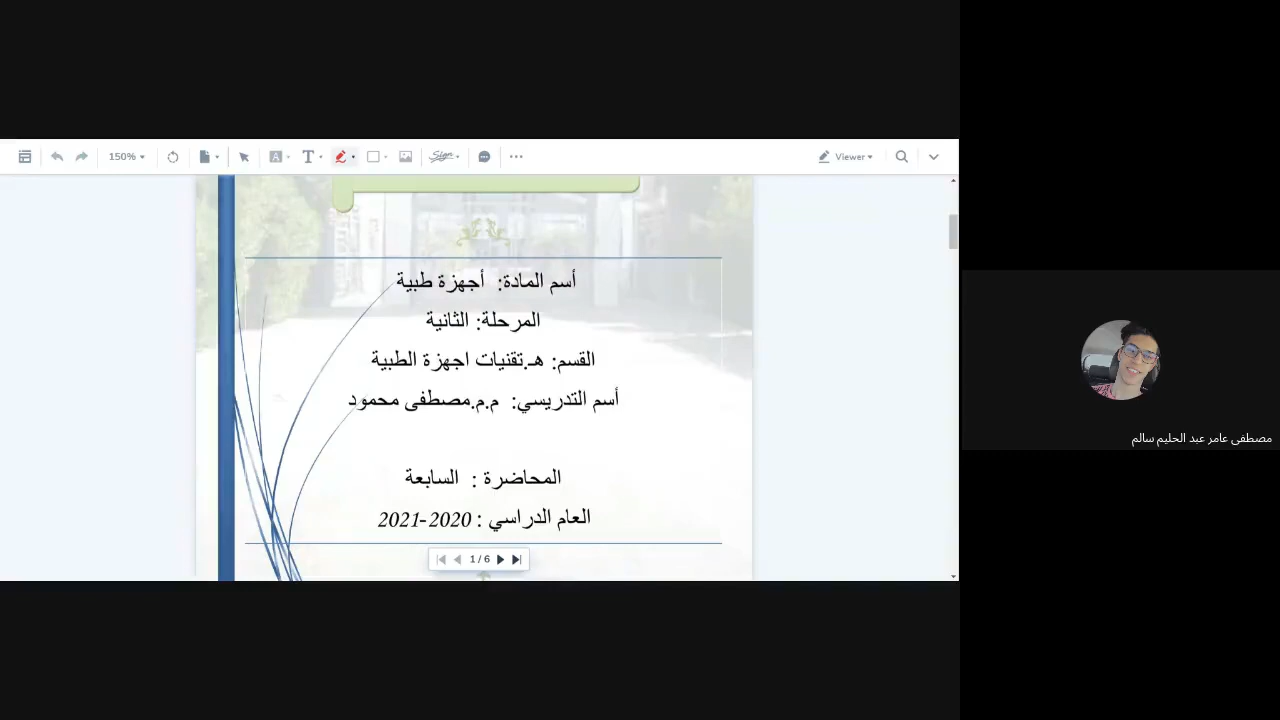 150%
Sign
Viewer
أسم المادة: أجهزة طبية
المرحلة: الثانية
القسم: هـ.تقنيات اجهزة الطبية
أسم التدريسي: م.م.مصطفى محمود
المحاضرة : السابعة
العام الدراسي : 2020-2021
1 / 6
مصطفى عامر عبد الحليم سالم